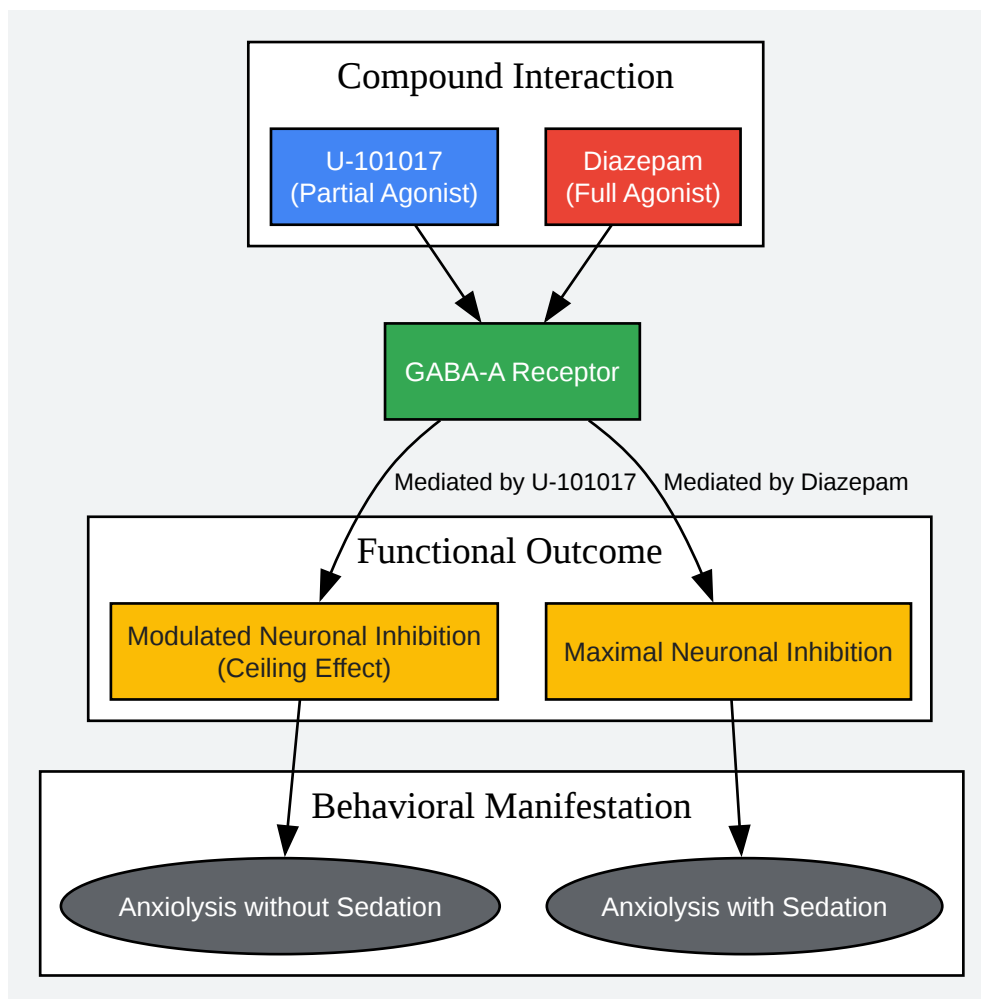 Compound Interaction
U-101017
(Partial Agonist)
Diazepam
(Full Agonist)
GABA-A Receptor
Mediated by U-101017
Mediated by Diazepam
Functional Outcome
Modulated Neuronal Inhibition
(Ceiling Effect)
Maximal Neuronal Inhibition
Behavioral Manifestation
Anxiolysis without Sedation
Anxiolysis with Sedation